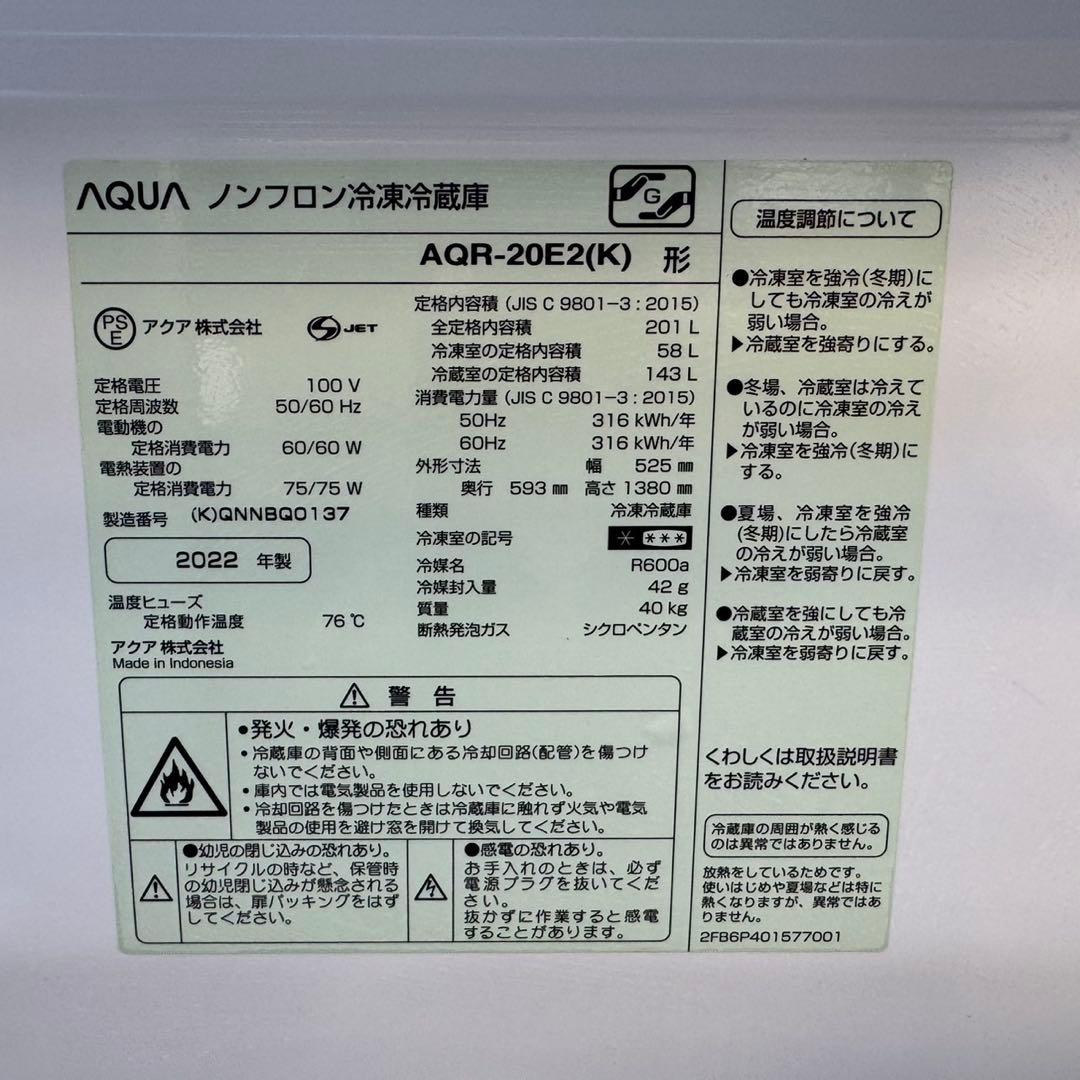 AQUA ノンフロン冷凍冷蔵庫
G
AQR-20E2(K) 形
PS
E
アクア 株式会社
S JET
定格電圧 100 V
定格周波数 50/60 Hz
電動機の
定格消費電力 60/60 W
電熱装置の
定格消費電力 75/75 W
製造番号 (K)QNNBQ0137
2022 年製
温度ヒューズ
定格動作温度 76 ℃
アクア 株式会社
Made in Indonesia
定格内容積 (JIS C 9801-3 : 2015)
全定格内容積 201 L
冷凍室の定格内容積 58 L
冷蔵室の定格内容積 143 L
消費電力量 (JIS C 9801-3 : 2015)
50Hz 316 kWh/年
60Hz 316 kWh/年
外形寸法 幅 525 ㎜
奥行 593 ㎜ 高さ 1380 ㎜
種類 冷凍冷蔵庫
冷凍室の記号 * ***
冷媒名 R600a
冷媒封入量 42 g
質量 40 kg
断熱発泡ガス シクロペンタン
警 告
•発火・爆発の恐れあり
•冷蔵庫の背面や側面にある冷却回路(配管)を傷つけ
ないでください。
•庫内では電気製品を使用しないでください。
•冷却回路を傷つけたときは冷蔵庫に触れず火気や電気
製品の使用を避け窓を開けて換気してください。
●幼児の閉じ込みの恐れあり。
リサイクルの時など、保管時
の幼児閉じ込みが懸念される
場合は、扉パッキングをはず
してください。
●感電の恐れあり。
お手入れのときは、必ず
電源プラグを抜いてくだ
さい。
抜かずに作業すると感電
することがあります。
温度調節について
●冷凍室を強冷(冬期)に
しても冷凍室の冷えが
弱い場合。
▶冷蔵室を強寄りにする。
●冬場、冷蔵室は冷えて
いるのに冷凍室の冷え
が弱い場合。
▶冷凍室を強冷(冬期)に
する。
●夏場、冷凍室を強冷
(冬期)にしたら冷蔵室
の冷えが弱い場合。
▶冷凍室を弱寄りに戻す。
●冷蔵室を強にしても冷
蔵室の冷えが弱い場合。
▶冷凍室を弱寄りに戻す。
くわしくは取扱説明書
をお読みください。
冷蔵庫の周囲が熱く感じる
のは異常ではありません。
放熱をしているためです。
使いはじめや夏場などは特に
熱くなりますが、異常ではあ
りません。
2FB6P401577001